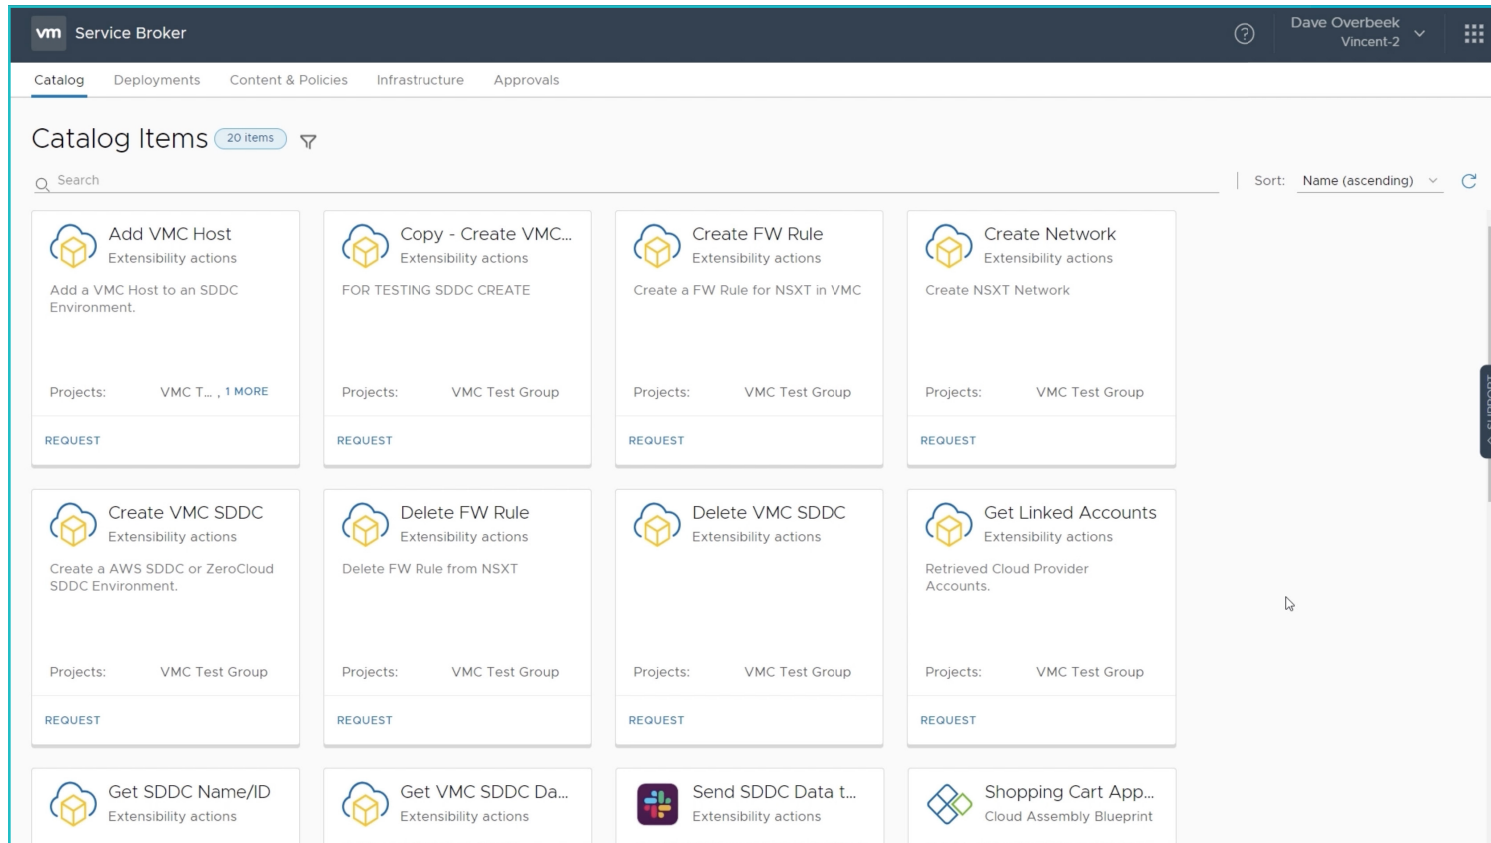 vm Service Broker
Dave Overbeek
Vincent-2
Catalog Deployments Content & Policies Infrastructure Approvals
Catalog Items 20 items
Search
Sort: Name (ascending)
Add VMC Host
Extensibility actions
Add a VMC Host to an SDDC
Environment.
Projects: VMC T... , 1 MORE
REQUEST
Copy - Create VMC...
Extensibility actions
FOR TESTING SDDC CREATE
Projects: VMC Test Group
REQUEST
Create FW Rule
Extensibility actions
Create a FW Rule for NSXT in VMC
Projects: VMC Test Group
REQUEST
Create Network
Extensibility actions
Create NSXT Network
Projects: VMC Test Group
REQUEST
SUPPORT
Create VMC SDDC
Extensibility actions
Create a AWS SDDC or ZeroCloud
SDDC Environment.
Projects: VMC Test Group
REQUEST
Delete FW Rule
Extensibility actions
Delete FW Rule from NSXT
Projects: VMC Test Group
REQUEST
Delete VMC SDDC
Extensibility actions
Projects: VMC Test Group
REQUEST
Get Linked Accounts
Extensibility actions
Retrieved Cloud Provider
Accounts.
Projects: VMC Test Group
REQUEST
Get SDDC Name/ID
Extensibility actions
Get VMC SDDC Da...
Extensibility actions
Send SDDC Data t...
Extensibility actions
Shopping Cart App...
Cloud Assembly Blueprint